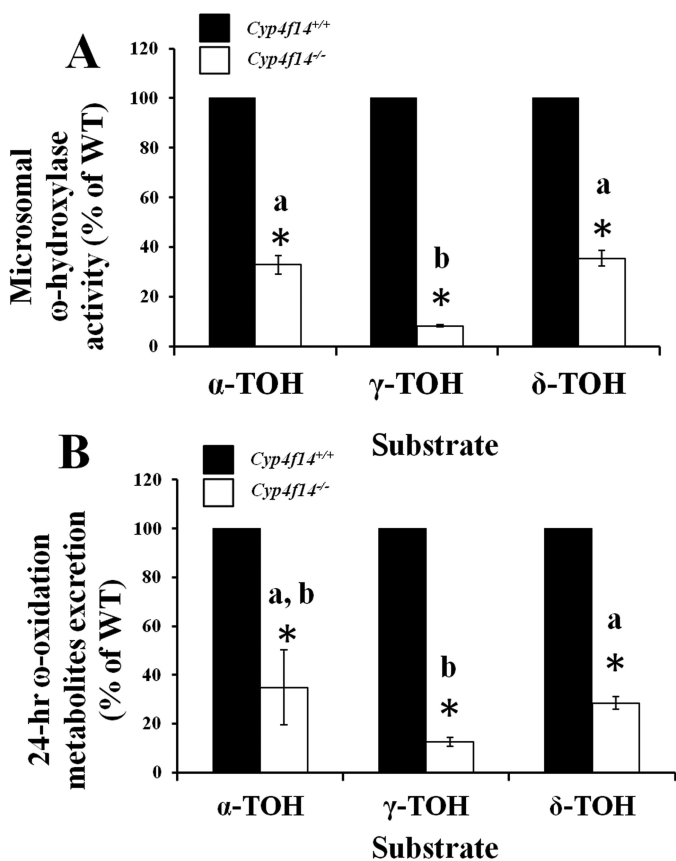 A
Cyp4f14+/+
Cyp4f14-/-
Microsomal
ω-hydroxylase
activity (% of WT)
120
100
80
60
40
20
0
a
*
b
*
a
*
α-TOH γ-TOH δ-TOH
Substrate
B
Cyp4f14+/+
Cyp4f14-/-
24-hr ω-oxidation
metabolites excretion
(% of WT)
120
100
80
60
40
20
0
a, b
*
b
*
a
*
α-TOH γ-TOH δ-TOH
Substrate